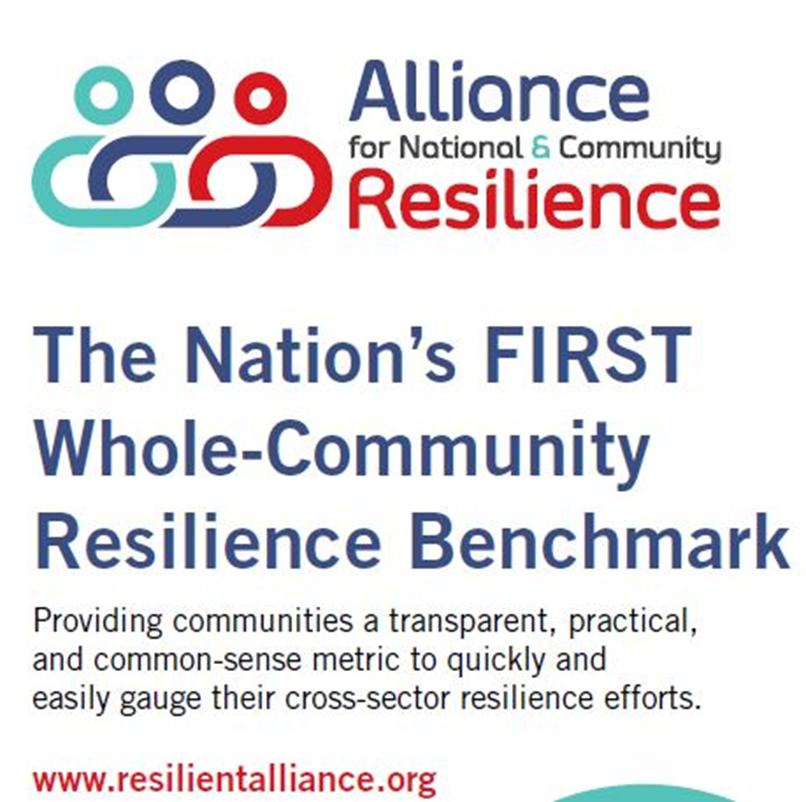 Alliance
for National & Community
Resilience
The Nation’s FIRST
Whole-Community
Resilience Benchmark
Providing communities a transparent, practical,
and common-sense metric to quickly and
easily gauge their cross-sector resilience efforts.
www.resilientalliance.org